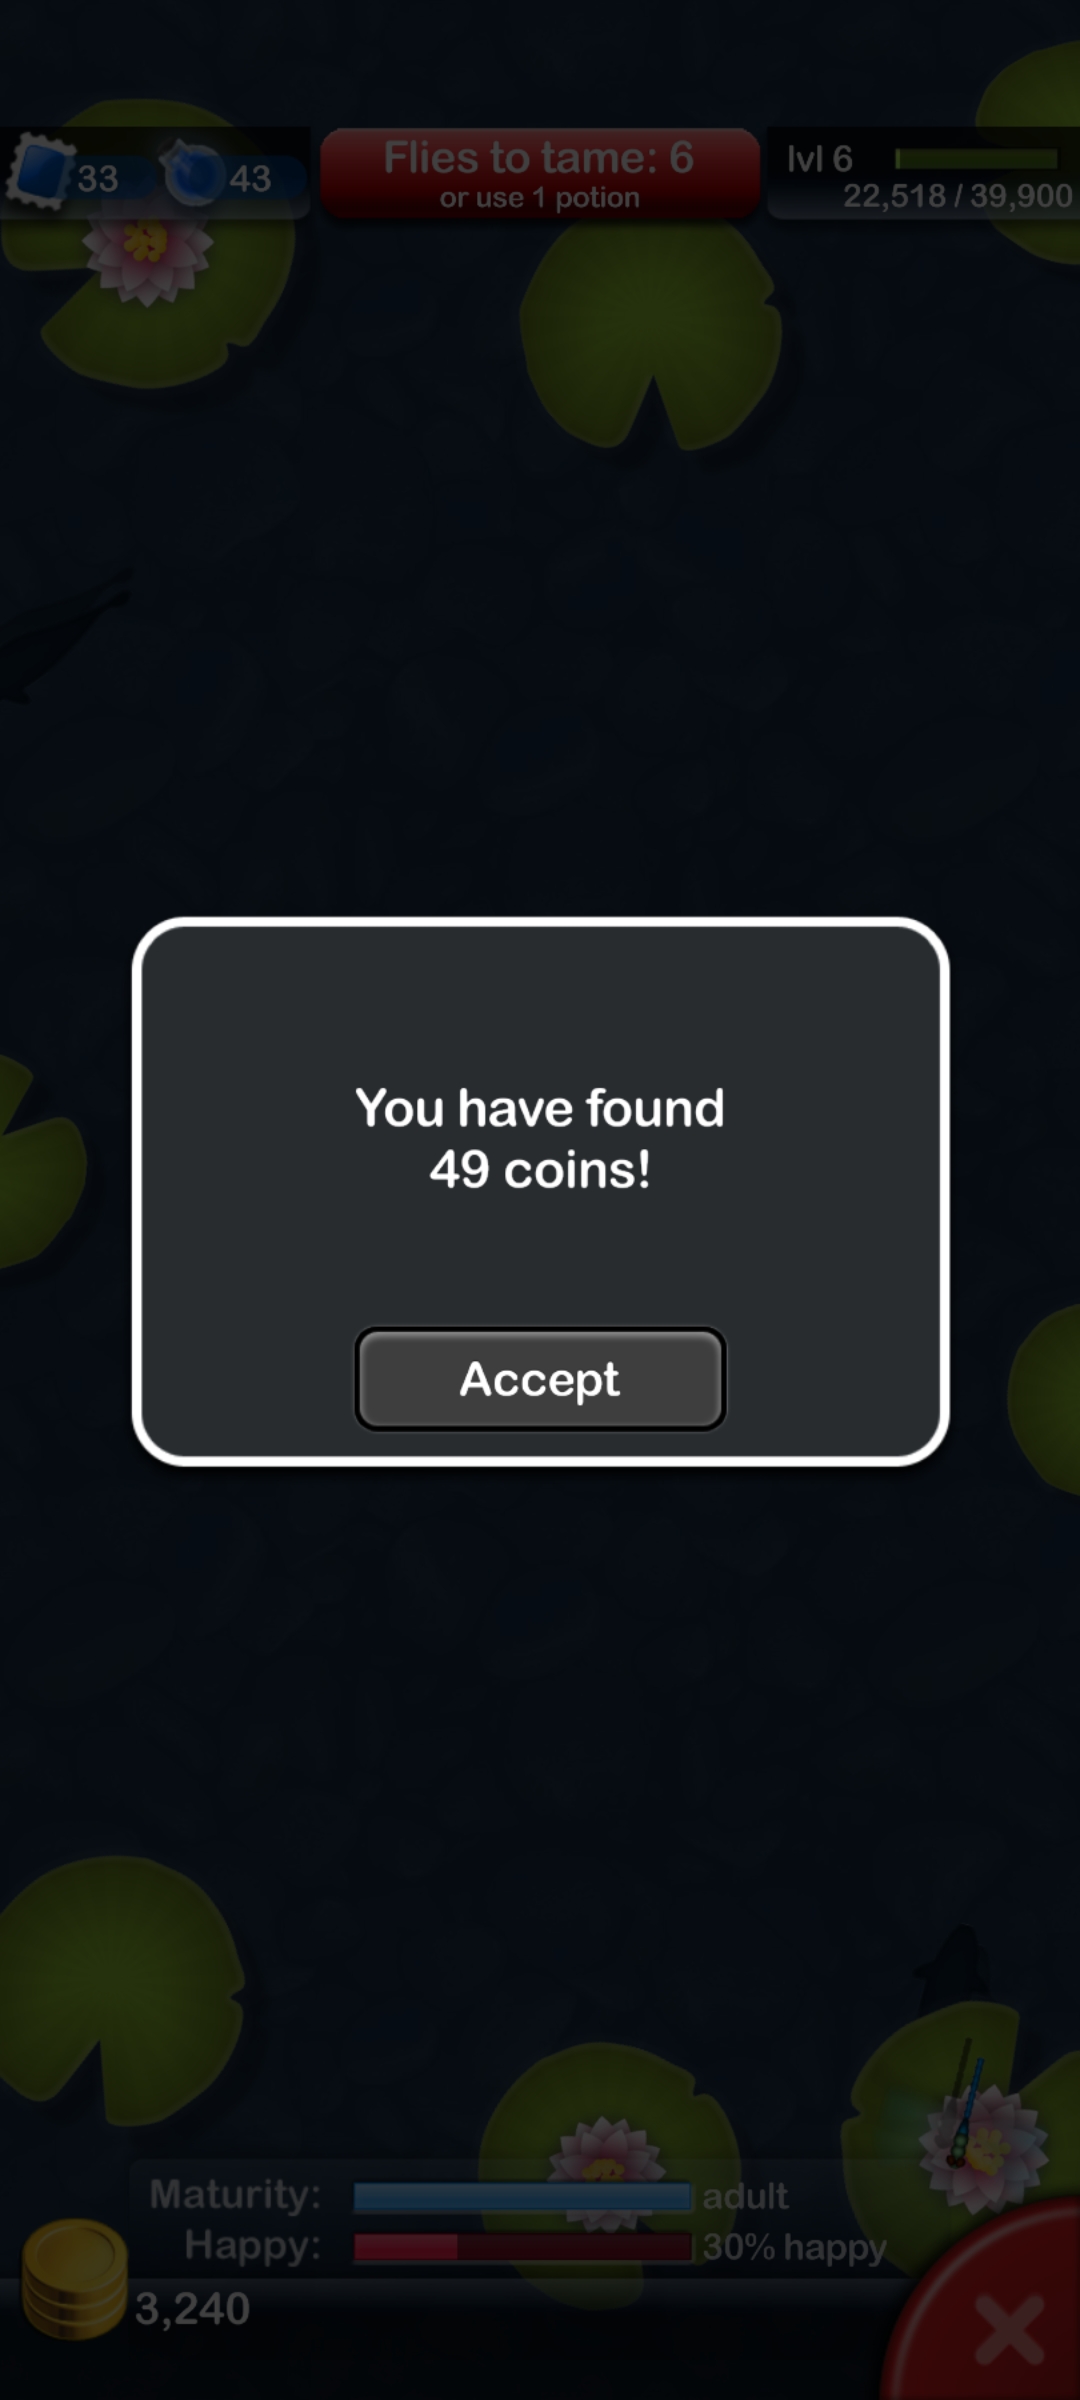 33 43
Flies to tame: 6
or use 1 potion
lvl 6
22,518 / 39,900
You have found
49 coins!
Accept
Maturity: adult
Happy: 30% happy
3,240